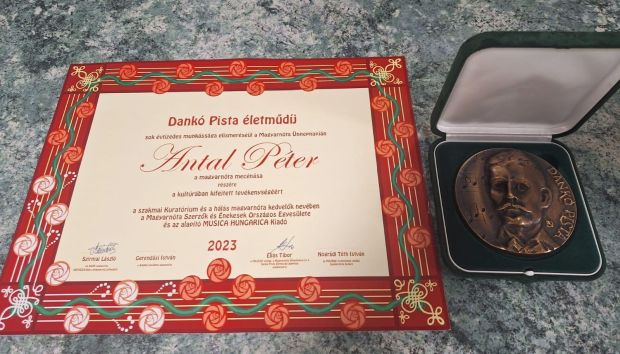 Dankó Pista életműdíj
sok évtizedes munkássága elismeréséül a Magyarnóta Ünnepnapján
Antal Péter
a magyarnóta mecénása
részére
a kultúrában kifejtett tevékenységéért
a szakmai Kuratórium és a hálás magyarnóta kedvelők nevében
a Magyarnóta Szerzők és Énekesek Országos Egyesülete
és az alapító MUSICA HUNGARICA Kiadó
2023
Szirmai László
Gerendási István
Éliás Tibor
Nógrádi Tóth István
DANKÓ PISTA